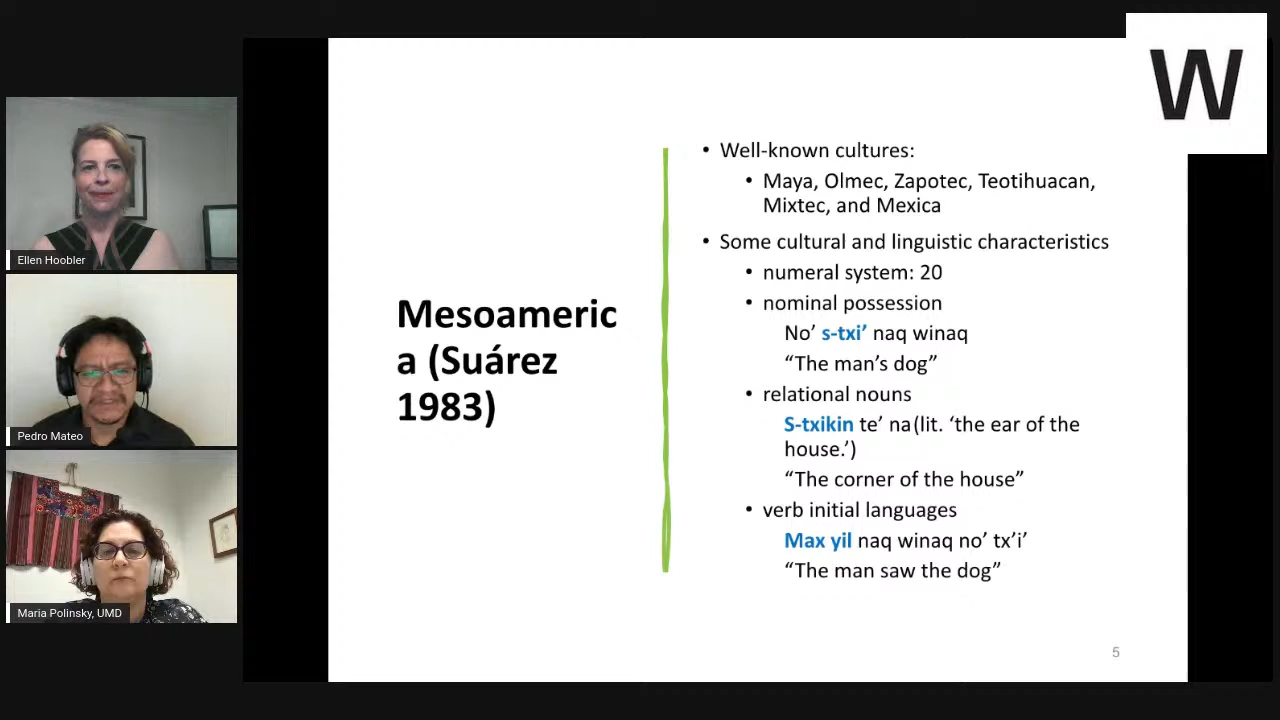 W
Ellen Hoobler
Pedro Mateo
Maria Polinsky, UMD
Mesoameric
a (Suárez
1983)
• Well-known cultures:
• Maya, Olmec, Zapotec, Teotihuacan,
Mixtec, and Mexica
• Some cultural and linguistic characteristics
• numeral system: 20
• nominal possession
No’ s-txi’ naq winaq
“The man’s dog”
• relational nouns
S-txikin te’ na(lit. ‘the ear of the
house.’)
“The corner of the house”
• verb initial languages
Max yil naq winaq no’ tx’i’
“The man saw the dog”
5